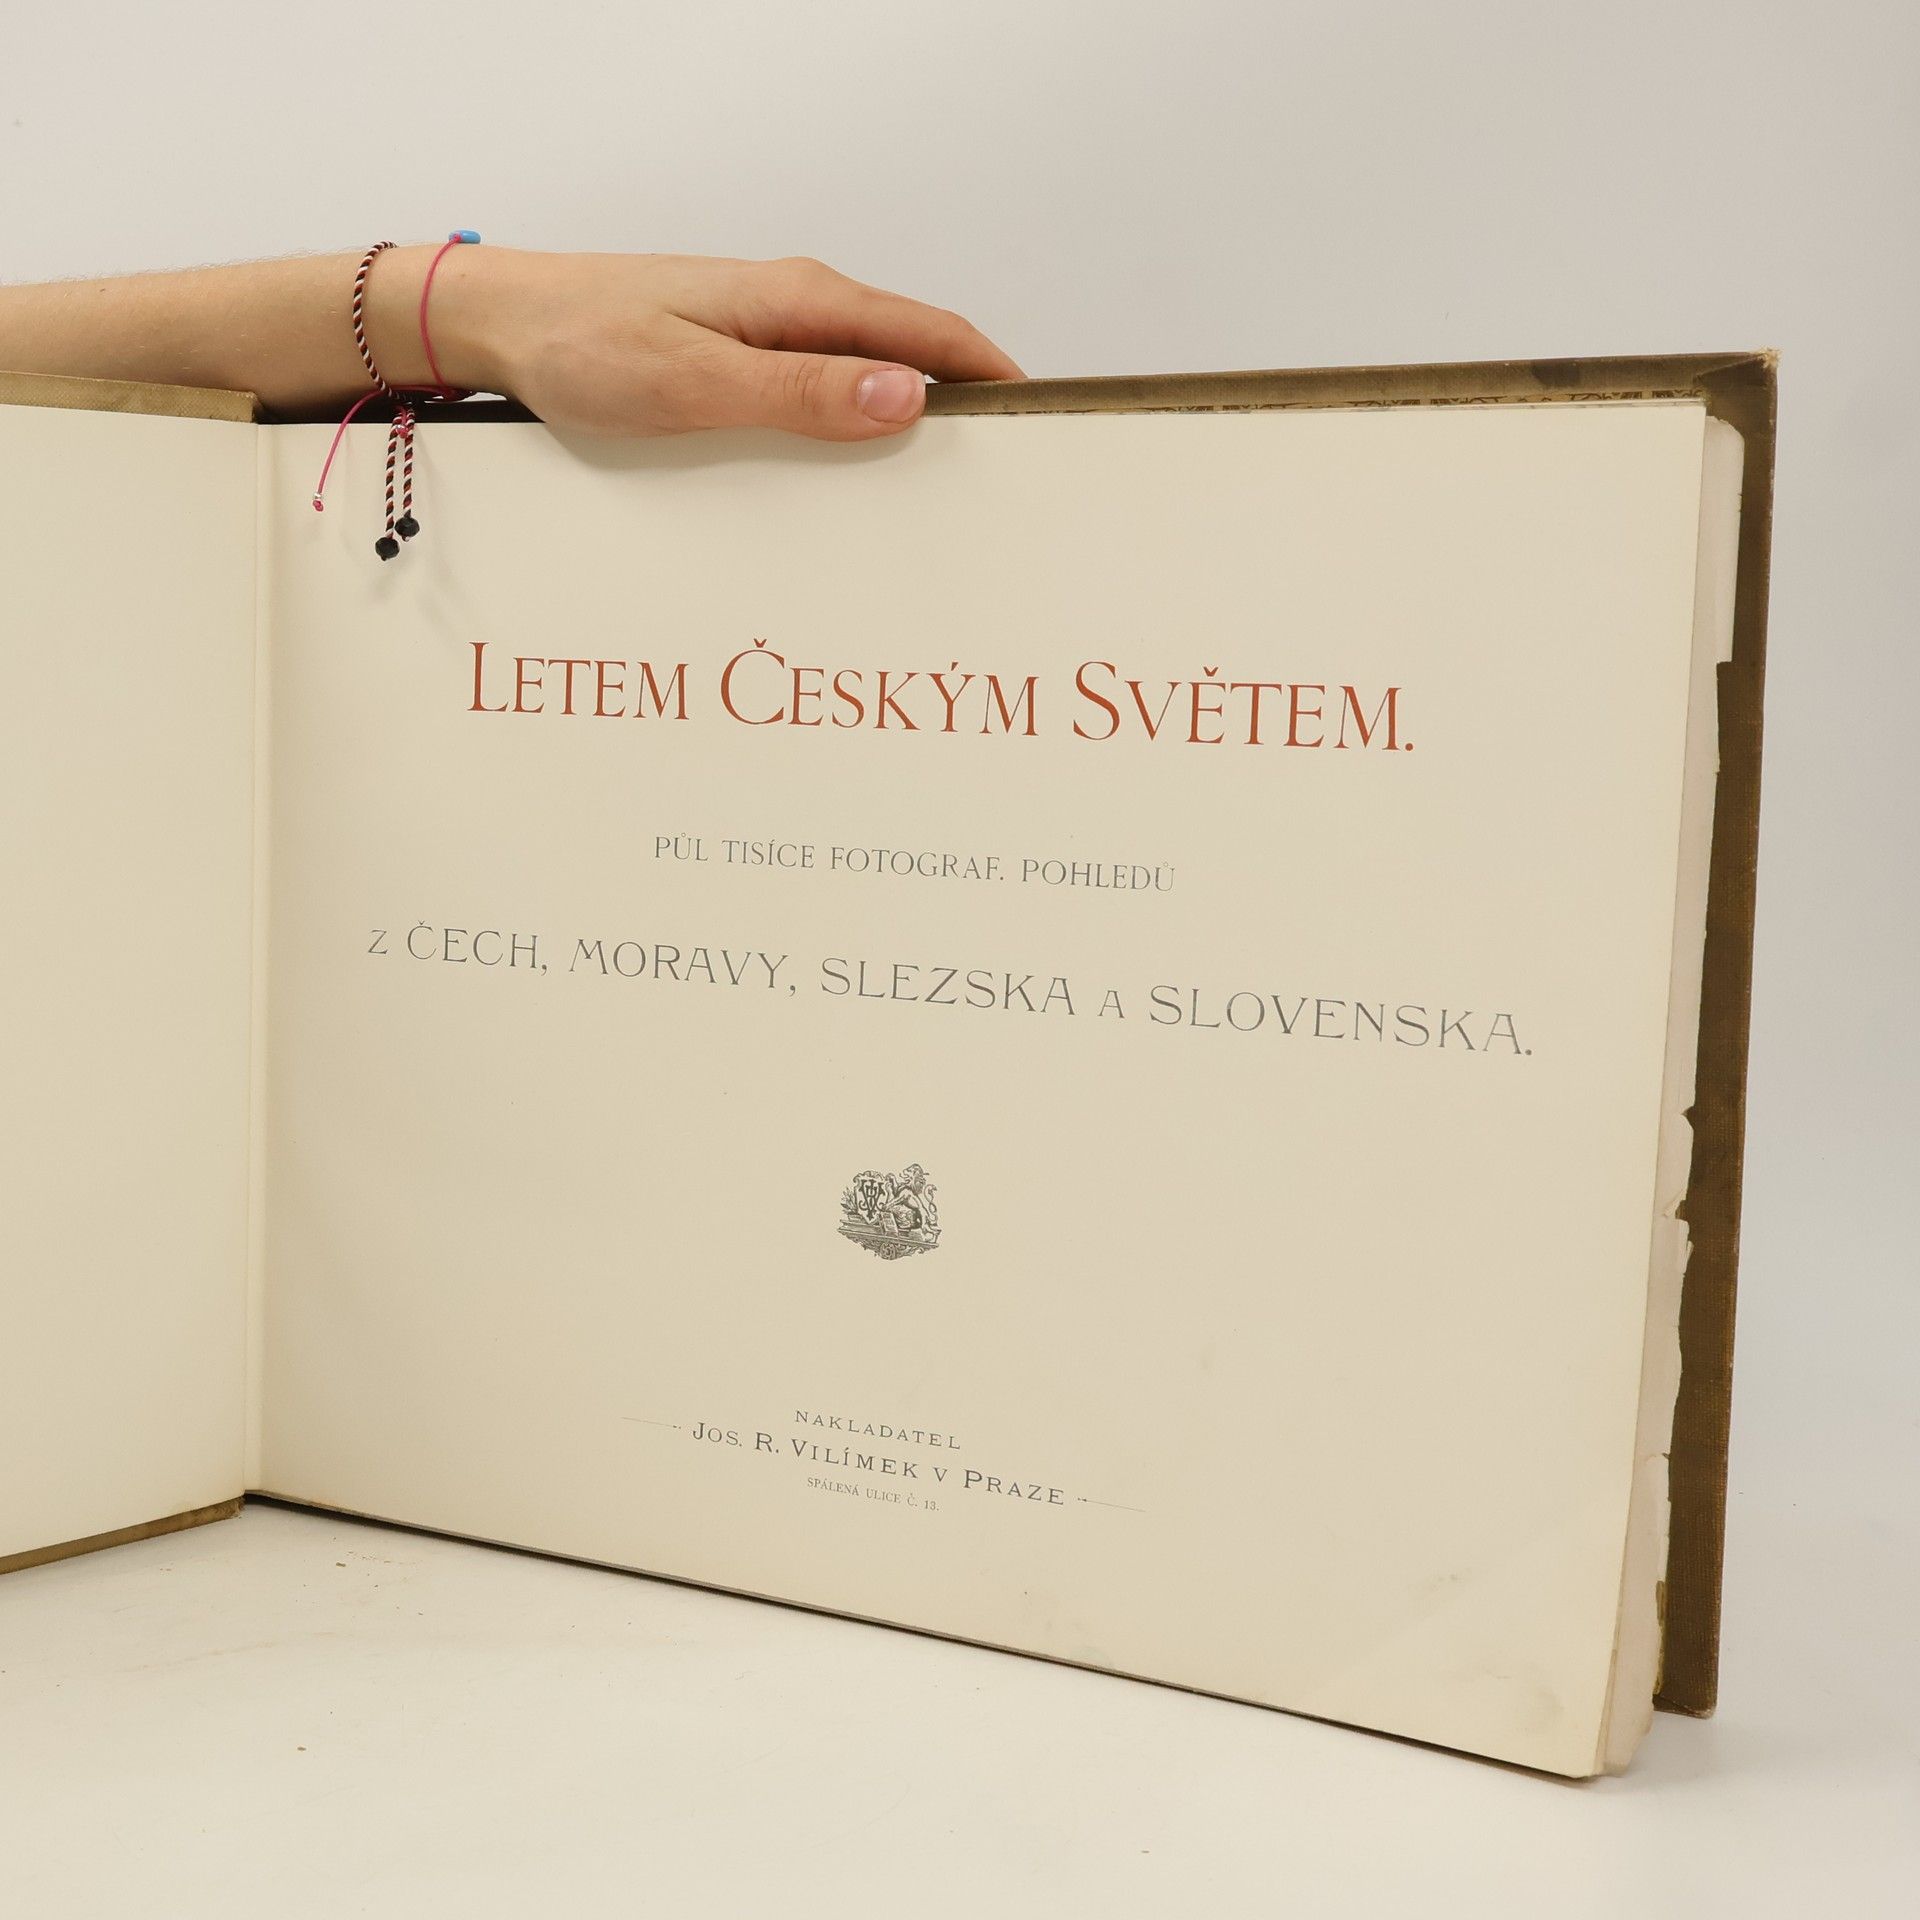 LETEM ČESKÝM SVĚTEM.
PŮL TISÍCE FOTOGRAF. POHLEDŮ
Z ČECH, MORAVY, SLEZSKA A SLOVENSKA.
NAKLADATEL
JOS. R. VILÍMEK V PRAZE
SPÁLENÁ ULICE Č. 13.